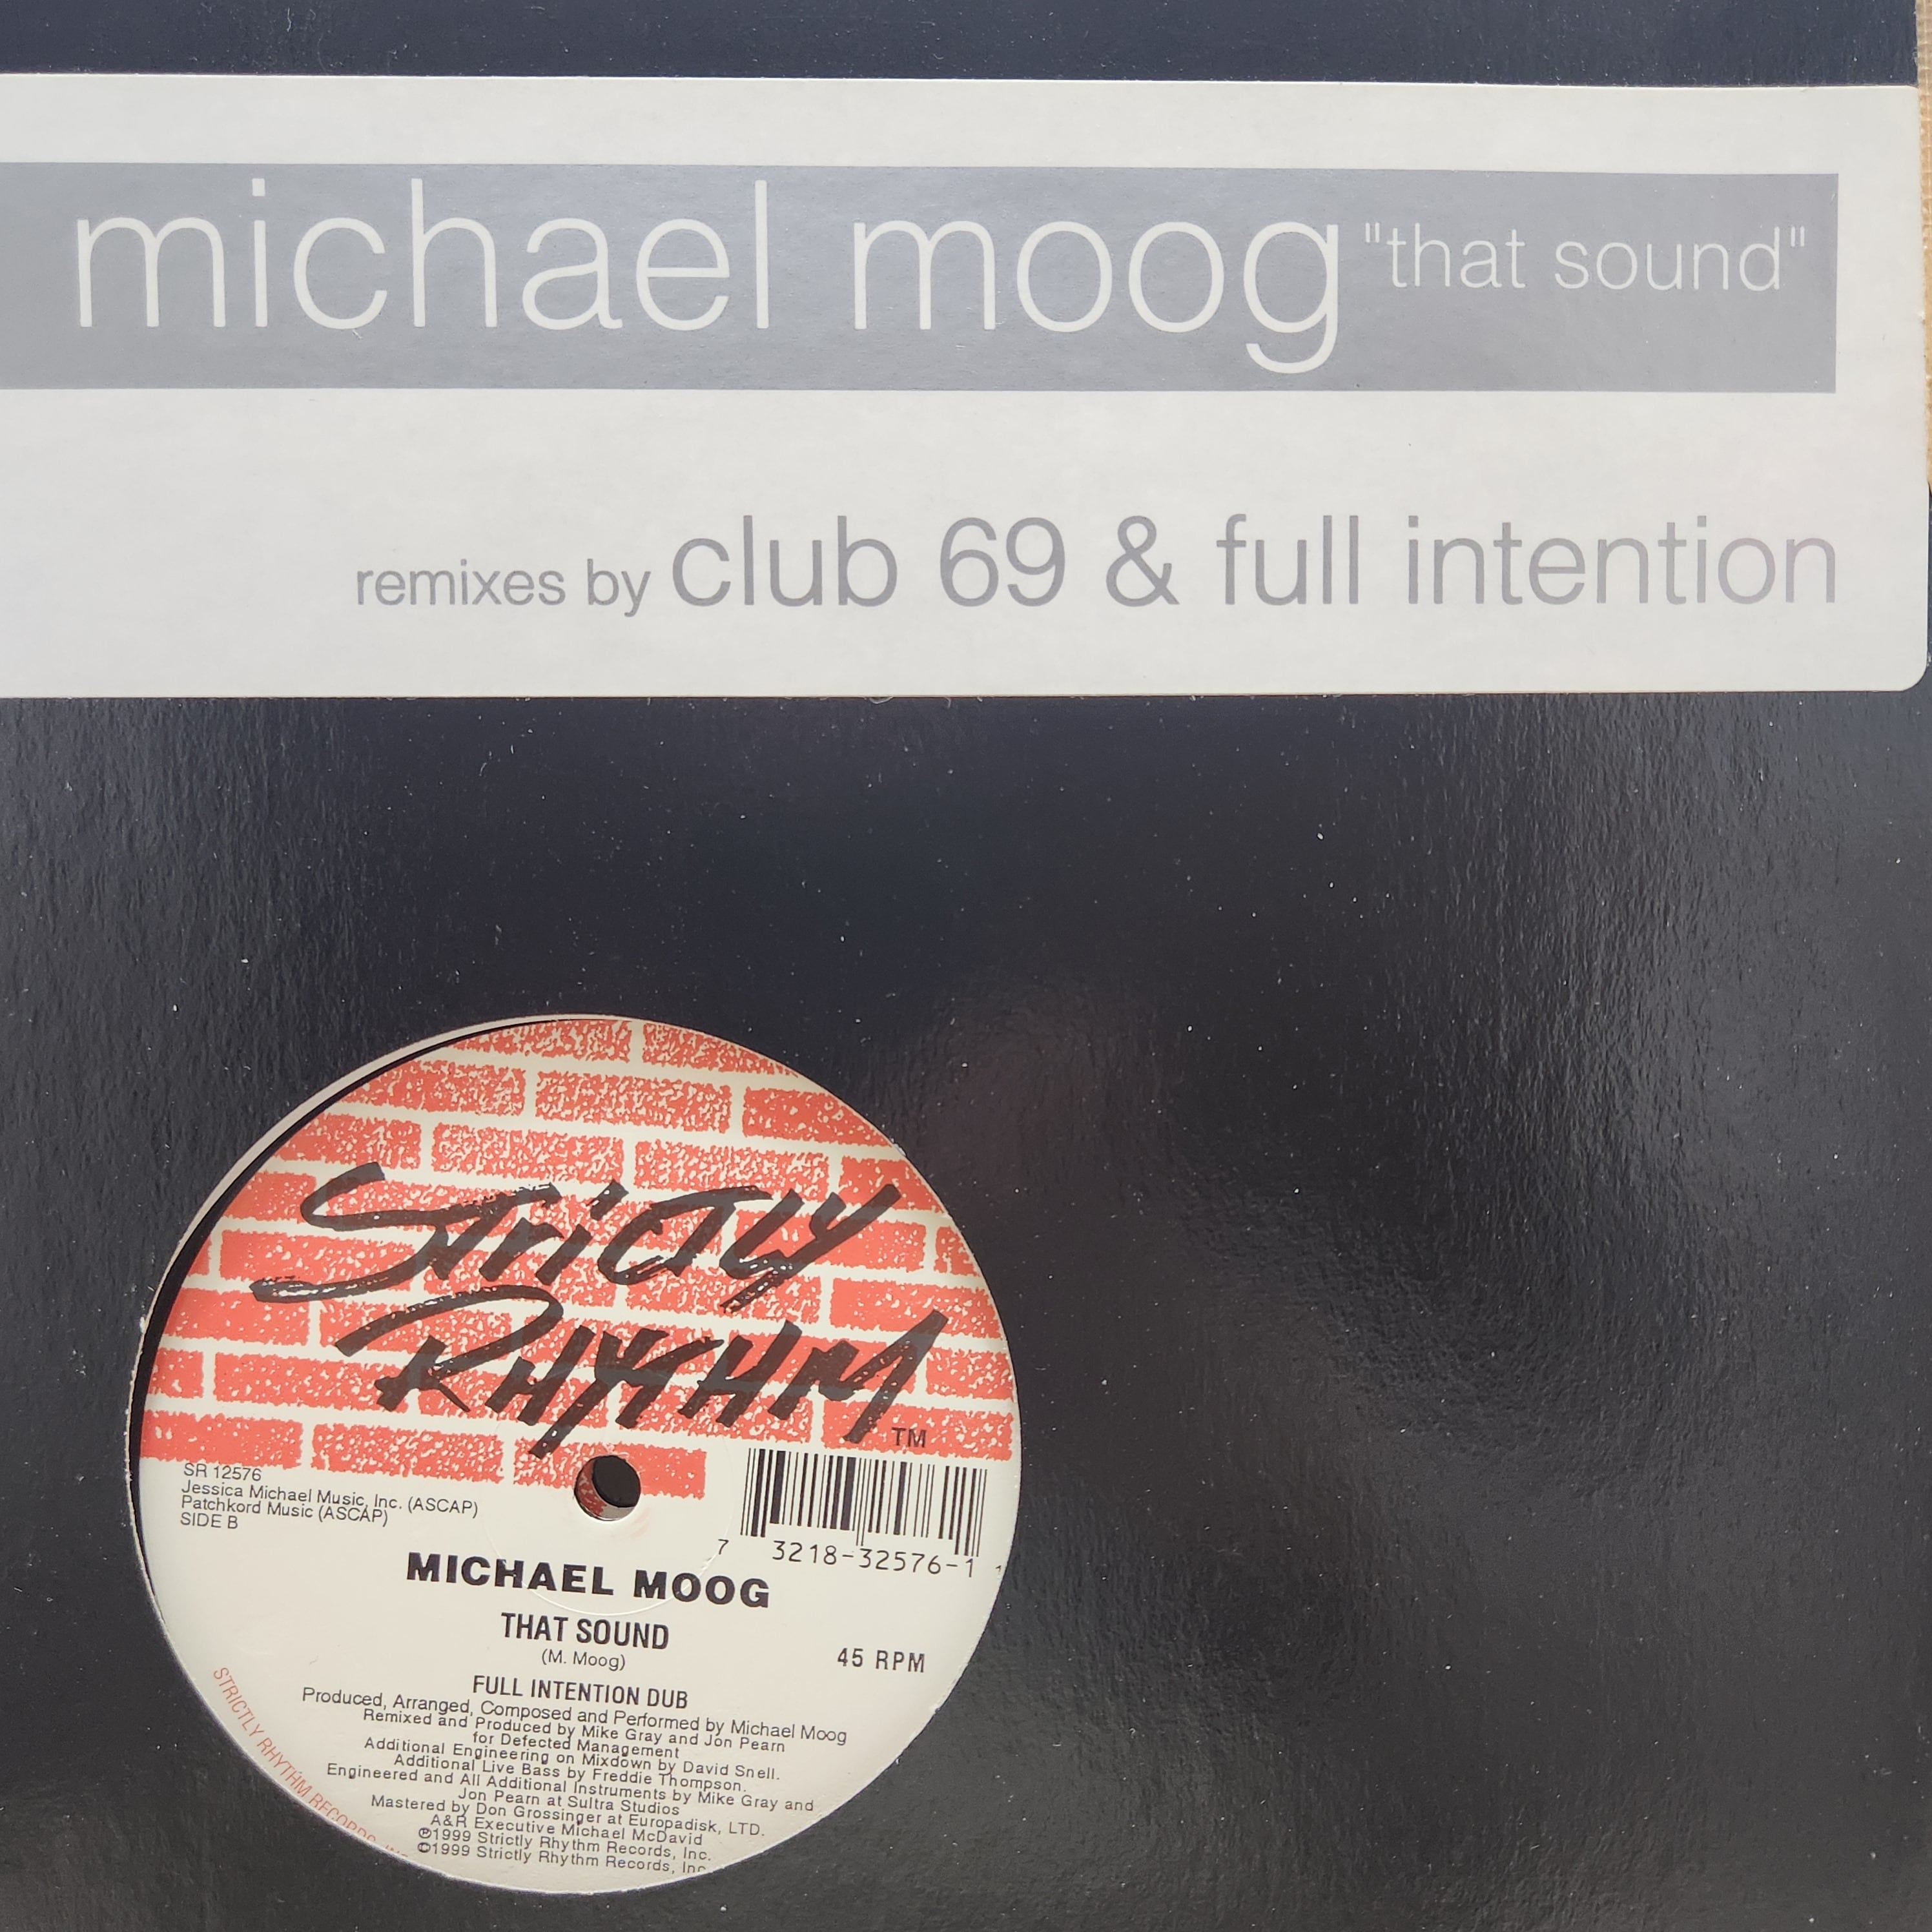 michael moog "that sound"
remixes by club 69 & full intention
Strictly
Rhythm
TM
SR 12576
Jessica Michael Music, Inc. (ASCAP)
Patchkord Music (ASCAP)
SIDE B
7 3218-32576-1
MICHAEL MOOG
THAT SOUND
(M. Moog)
45 RPM
FULL INTENTION DUB
Produced, Arranged, Composed and Performed by Michael Moog
Remixed and Produced by Mike Gray and Jon Pearn
for Defected Management
Additional Engineering on Mixdown by David Snell.
Additional Live Bass by Freddie Thompson.
Engineered and All Additional Instruments by Mike Gray and
Jon Pearn at Sultra Studios
Mastered by Don Grossinger at Europadisk, LTD.
A&R Executive Michael McDavid
℗1999 Strictly Rhythm Records, Inc.
©1999 Strictly Rhythm Records, Inc.
STRICTLY RHYTHM RECORDS,